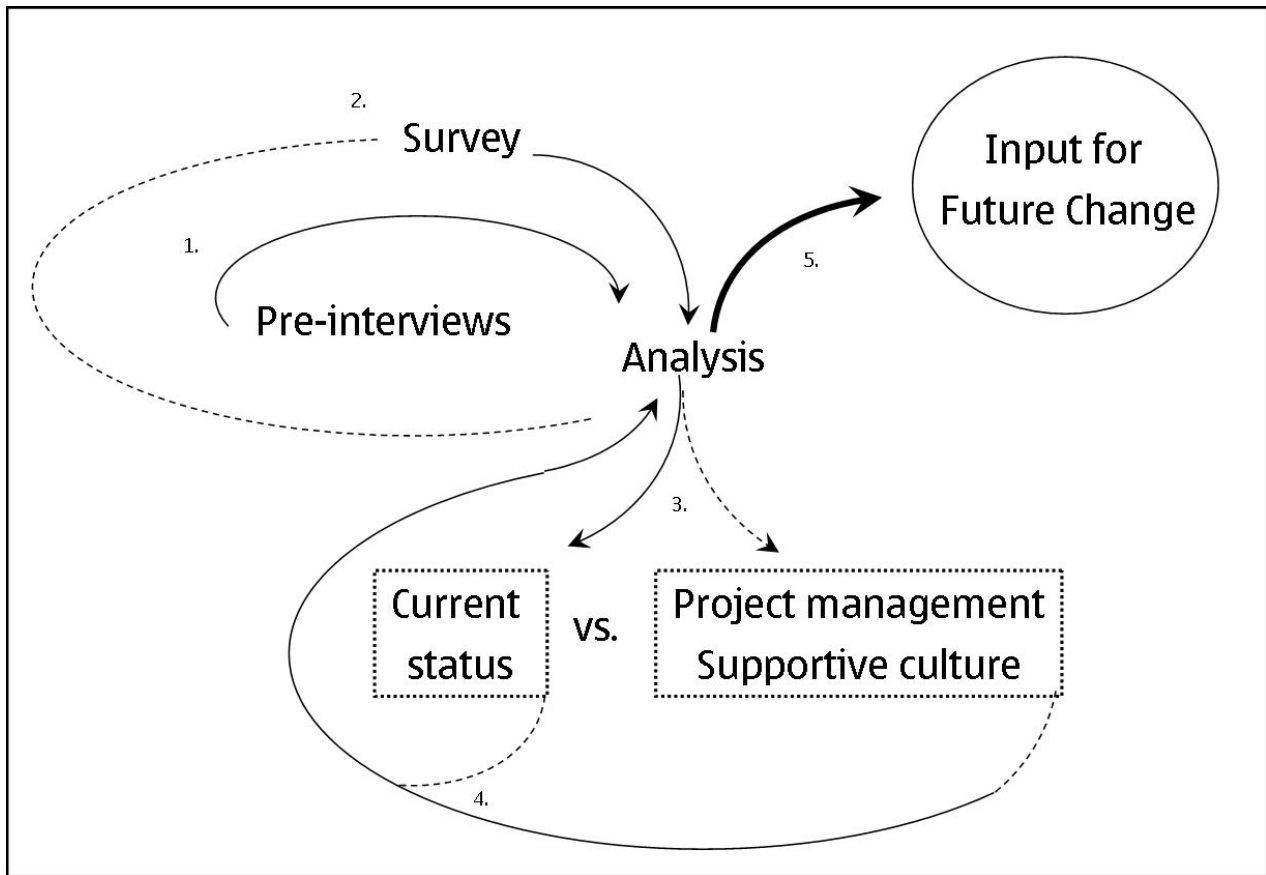 2.
Survey
Input for
Future Change
1.
5.
Pre-interviews
Analysis
3.
Current
status
vs.
Project management
Supportive culture
4.